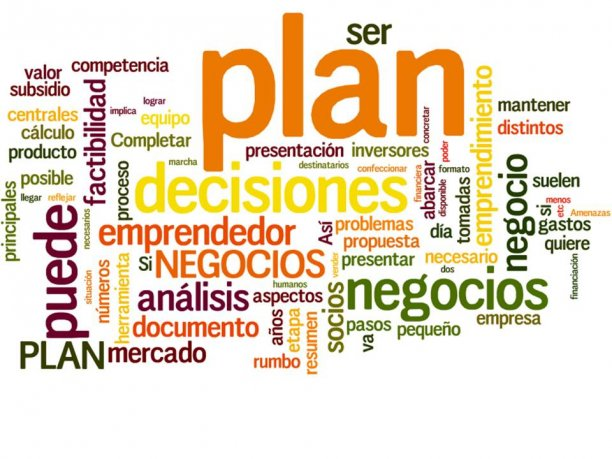 plan
ser
valor
competencia
subsidio
factibilidad
centrales
implica
lograr
equipo
cálculo
Completar
producto
presentación
inversores
concretar
poder
mantener
distintos
emprendimiento
principales
posible
llegar
reflejar
puede
necesarios
proceso
marcha
decisiones
destinatarios
confeccionar
financiera
abarcar
disponible
formato
tomadas
negocio
suelen
si
menos
etc
Amenazas
gastos
quiere
emprendedor
Así
problemas
propuesta
día
situación
números
herramienta
Si
NEGOCIOS
humanos
vender
presentar
necesario
dos
financiación
análisis
aspectos
socios
negocios
documento
años
etapa
resumen
pasos
va
pequeño
empresa
PLAN
mercado
rumbo